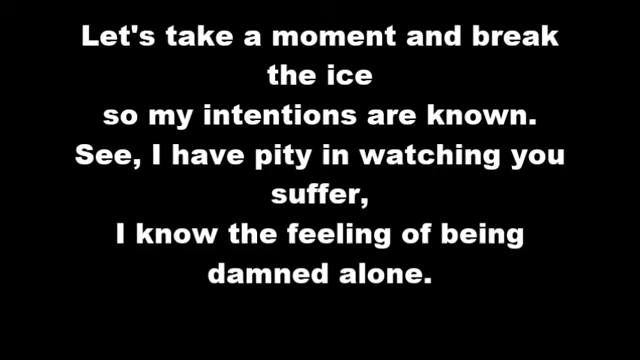 Let's take a moment and break
the ice
so my intentions are known.
See, I have pity in watching you
suffer,
I know the feeling of being
damned alone.